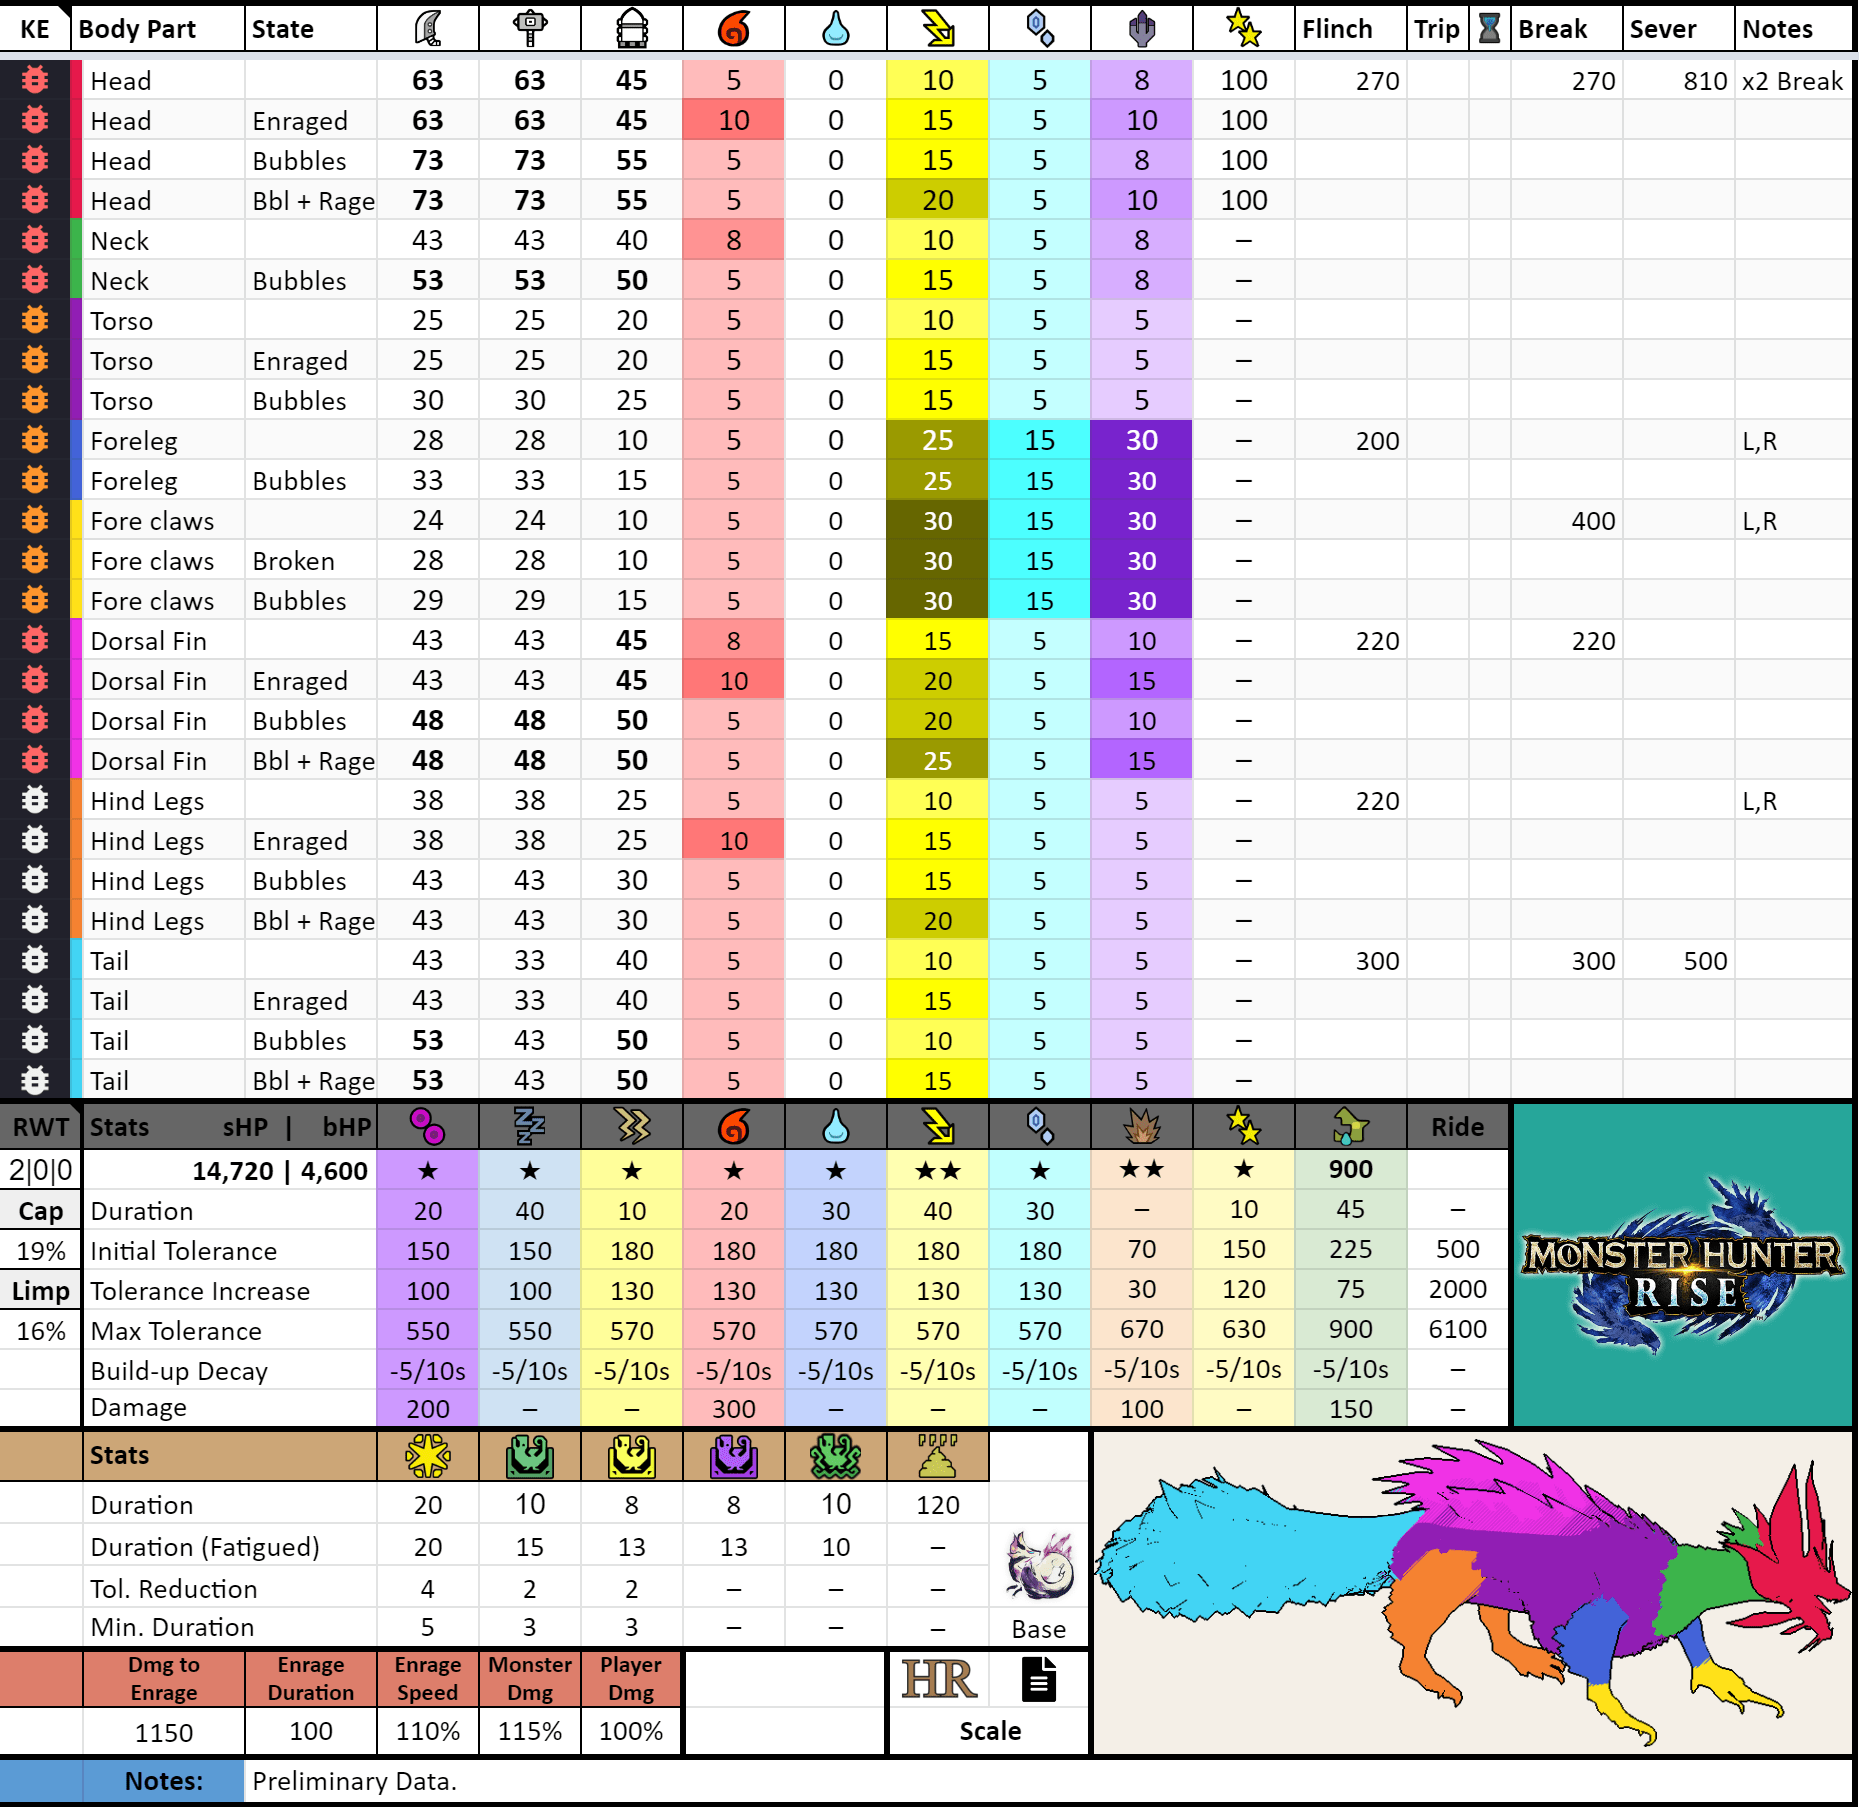 KE Body Part State Flinch Trip Break Sever Notes
Head 63 63 45 5 0 10 5 8 100 270 270 810 x2 Break
Head Enraged 63 63 45 10 0 15 5 10 100
Head Bubbles 73 73 55 5 0 15 5 8 100
Head Bbl + Rage 73 73 55 5 0 20 5 10 100
Neck 43 43 40 8 0 10 5 8 –
Neck Bubbles 53 53 50 5 0 15 5 8 –
Torso 25 25 20 5 0 10 5 5 –
Torso Enraged 25 25 20 5 0 15 5 5 –
Torso Bubbles 30 30 25 5 0 15 5 5 –
Foreleg 28 28 10 5 0 25 15 30 – 200 L,R
Foreleg Bubbles 33 33 15 5 0 25 15 30 –
Fore claws 24 24 10 5 0 30 15 30 – 400 L,R
Fore claws Broken 28 28 10 5 0 30 15 30 –
Fore claws Bubbles 29 29 15 5 0 30 15 30 –
Dorsal Fin 43 43 45 8 0 15 5 10 – 220 220
Dorsal Fin Enraged 43 43 45 10 0 20 5 15 –
Dorsal Fin Bubbles 48 48 50 5 0 20 5 10 –
Dorsal Fin Bbl + Rage 48 48 50 5 0 25 5 15 –
Hind Legs 38 38 25 5 0 10 5 5 – 220 L,R
Hind Legs Enraged 38 38 25 10 0 15 5 5 –
Hind Legs Bubbles 43 43 30 5 0 15 5 5 –
Hind Legs Bbl + Rage 43 43 30 5 0 20 5 5 –
Tail 43 33 40 5 0 10 5 5 – 300 300 500
Tail Enraged 43 33 40 5 0 15 5 5 –
Tail Bubbles 53 43 50 5 0 10 5 5 –
Tail Bbl + Rage 53 43 50 5 0 15 5 5 –
RWT Stats sHP | bHP Ride
2|0|0 14,720 | 4,600 ★ ★ ★ ★ ★ ★★ ★ ★★ ★ 900
Cap Duration 20 40 10 20 30 40 30 – 10 45 –
19% Initial Tolerance 150 150 180 180 180 180 180 70 150 225 500
Limp Tolerance Increase 100 100 130 130 130 130 130 30 120 75 2000
16% Max Tolerance 550 550 570 570 570 570 570 670 630 900 6100
Build-up Decay -5/10s -5/10s -5/10s -5/10s -5/10s -5/10s -5/10s -5/10s -5/10s -5/10s –
Damage 200 – – 300 – – – 100 – 150 –
MONSTER HUNTER
RISE
TM
Stats
Duration 20 10 8 8 10 120
Duration (Fatigued) 20 15 13 13 10 –
Tol. Reduction 4 2 2 – – –
Min. Duration 5 3 3 – – – Base
Dmg to Enrage Enrage Duration Enrage Speed Monster Dmg Player Dmg HR
1150 100 110% 115% 100% Scale
Notes: Preliminary Data.